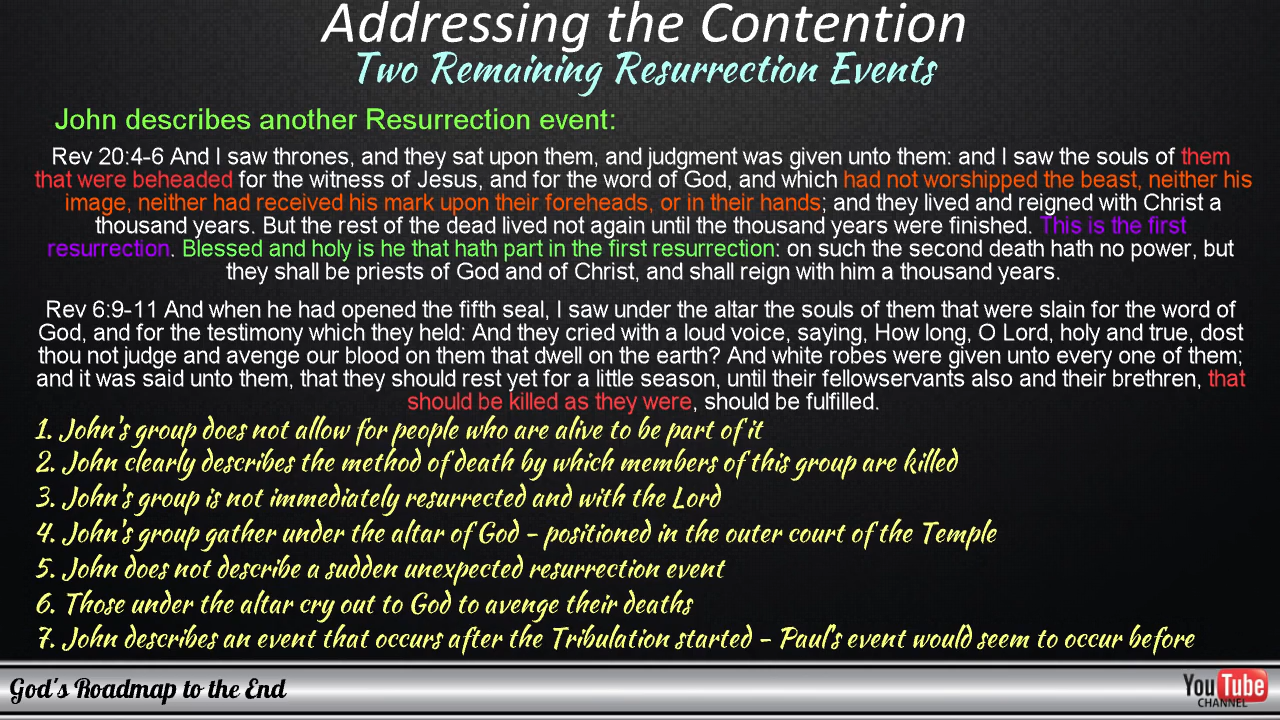 Addressing the Contention
Two Remaining Resurrection Events
John describes another Resurrection event:
Rev 20:4-6 And I saw thrones, and they sat upon them, and judgment was given unto them: and I saw the souls of them
that were beheaded for the witness of Jesus, and for the word of God, and which had not worshipped the beast, neither his
image, neither had received his mark upon their foreheads, or in their hands; and they lived and reigned with Christ a
thousand years. But the rest of the dead lived not again until the thousand years were finished. This is the first
resurrection. Blessed and holy is he that hath part in the first resurrection: on such the second death hath no power, but
they shall be priests of God and of Christ, and shall reign with him a thousand years.
Rev 6:9-11 And when he had opened the fifth seal, I saw under the altar the souls of them that were slain for the word of
God, and for the testimony which they held: And they cried with a loud voice, saying, How long, O Lord, holy and true, dost
thou not judge and avenge our blood on them that dwell on the earth? And white robes were given unto every one of them;
and it was said unto them, that they should rest yet for a little season, until their fellowservants also and their brethren, that
should be killed as they were, should be fulfilled.
1. John's group does not allow for people who are alive to be part of it
2. John clearly describes the method of death by which members of this group are killed
3. John's group is not immediately resurrected and with the Lord
4. John's group gather under the altar of God - positioned in the outer court of the Temple
5. John does not describe a sudden unexpected resurrection event
6. Those under the altar cry out to God to avenge their deaths
7. John describes an event that occurs after the Tribulation started - Paul's event would seem to occur before
God's Roadmap to the End
YouTube
CHANNEL